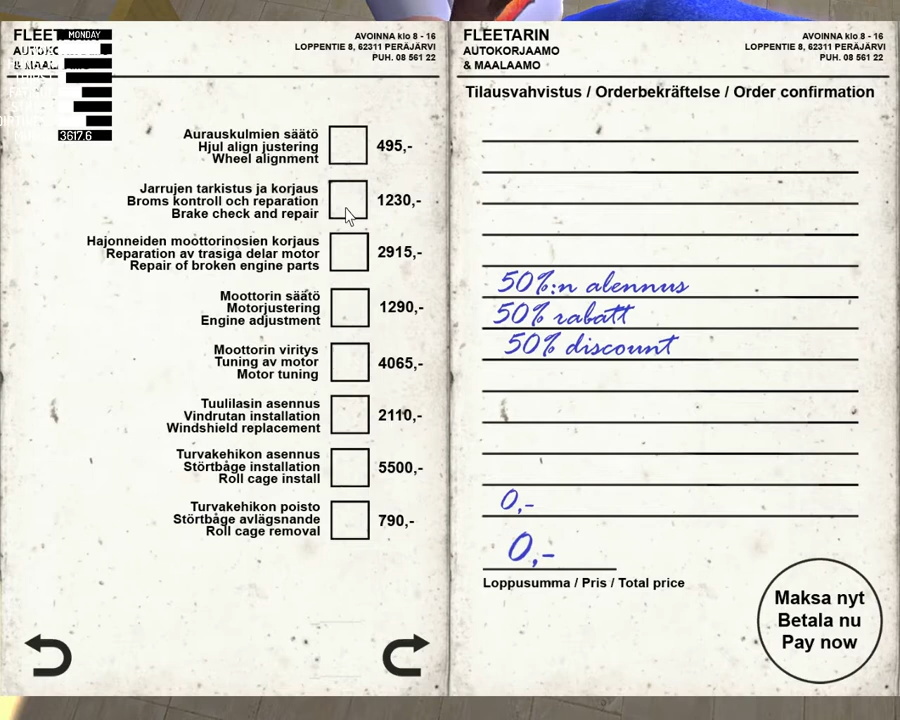 FLEET
MONDAY
3617.6
AVOINNA klo 8 - 16
LOPPENTIE 8, 62311 PERÄJÄRVI
PUH. 08 561 22
Aurauskulmien säätö
Hjul align justering
Wheel alignment
495,-
Jarrujen tarkistus ja korjaus
Broms kontroll och reparation
Brake check and repair
1230,-
Hajonneiden moottorinosien korjaus
Reparation av trasiga delar motor
Repair of broken engine parts
2915,-
Moottorin säätö
Motorjustering
Engine adjustment
1290,-
Moottorin viritys
Tuning av motor
Motor tuning
4065,-
Tuulilasin asennus
Vindrutan installation
Windshield replacement
2110,-
Turvakehikon asennus
Störtbåge installation
Roll cage install
5500,-
Turvakehikon poisto
Störtbåge avlägsnande
Roll cage removal
790,-
FLEETARIN
AUTOKORJAAMO
& MAALAAMO
AVOINNA klo 8 - 16
LOPPENTIE 8, 62311 PERÄJÄRVI
PUH. 08 561 22
Tilausvahvistus / Orderbekräftelse / Order confirmation
50%:n alennus
50% rabatt
50% discount
0,-
0,-
Loppusumma / Pris / Total price
Maksa nyt
Betala nu
Pay now